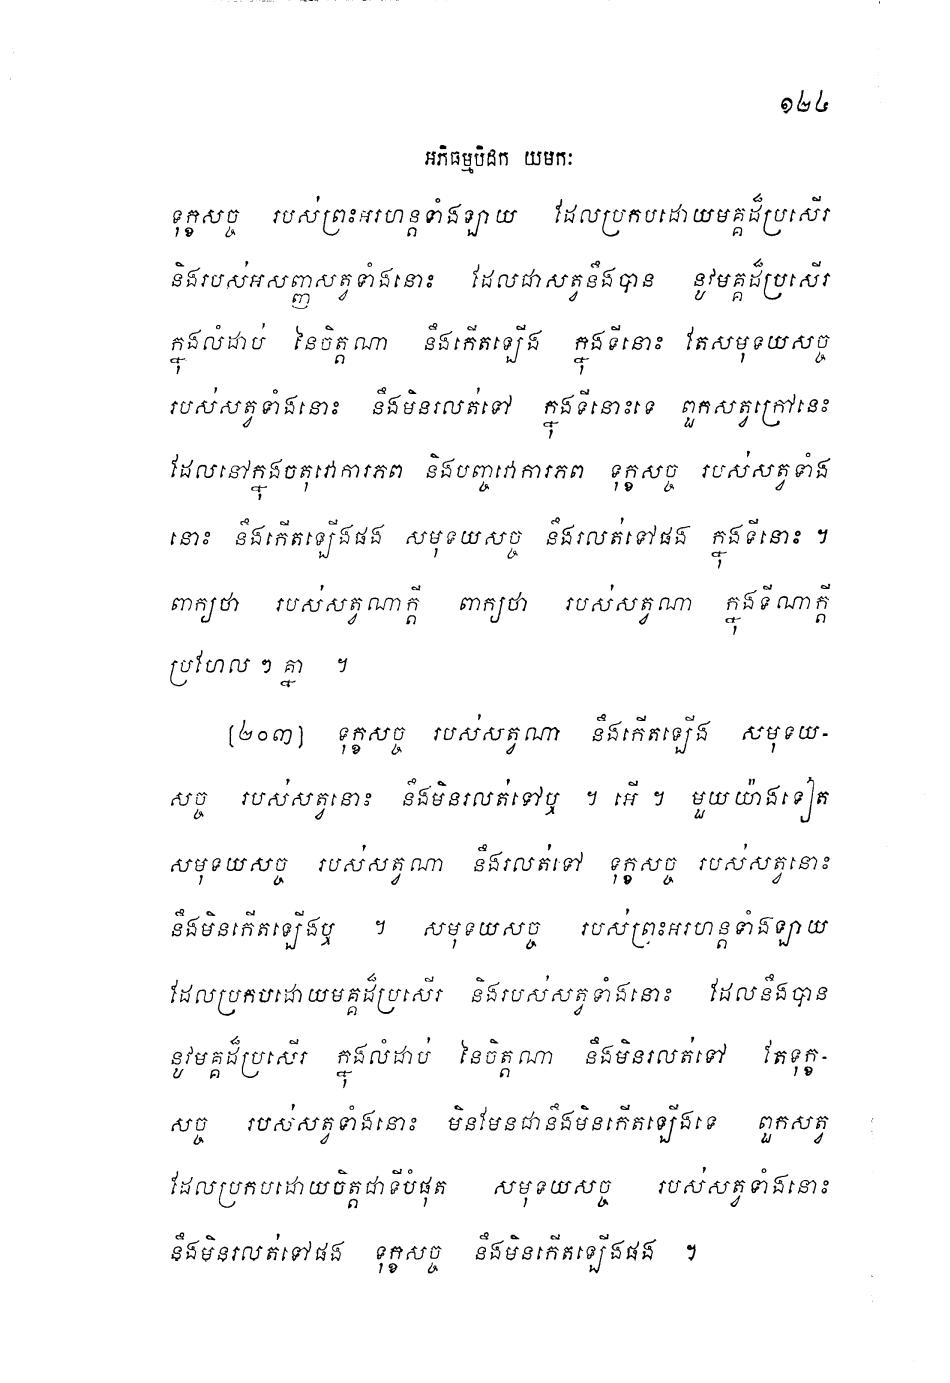 ១២៤
អភិធម្មបិដក យមកៈ
ទុក្ខសច្ច របស់ព្រះអរហន្តទាំងឡាយ ដែលប្រកបដោយមគ្គដ៏ប្រសើរ
និងរបស់អសញ្ញសត្វទាំងនោះ ដែលជាសត្វនឹងបាន នូវមគ្គដ៏ប្រសើរ
ក្នុងលំដាប់ នៃចិត្តណា នឹងកើតឡើង ក្នុងទីនោះ តែសមុទយសច្ច
របស់សត្វទាំងនោះ នឹងមិនរលត់ទៅ ក្នុងទីនោះទេ ពួកសត្វក្រៅនេះ
ដែលនៅក្នុងចតុវោការភព និងបញ្ចវោការភព ទុក្ខសច្ច របស់សត្វទាំង
នោះ នឹងកើតឡើងផង សមុទយសច្ច នឹងរលត់ទៅផង ក្នុងទីនោះ ។
ពាក្យថា របស់សត្វណាក្តី ពាក្យថា របស់សត្វណា ក្នុងទីណាក្តី
ប្រហែល ៗ គ្នា ។
[២០៣] ទុក្ខសច្ច របស់សត្វណា នឹងកើតឡើង សមុទយ-
សច្ច របស់សត្វនោះ នឹងមិនរលត់ទៅឬ ។ អើ ។ មួយយ៉ាងទៀត
សមុទយសច្ច របស់សត្វណា នឹងរលត់ទៅ ទុក្ខសច្ច របស់សត្វនោះ
នឹងមិនកើតឡើងឬ ។ សមុទយសច្ច របស់ព្រះអរហន្តទាំងឡាយ
ដែលប្រកបដោយមគ្គដ៏ប្រសើរ និងរបស់សត្វទាំងនោះ ដែលនឹងបាន
នូវមគ្គដ៏ប្រសើរ ក្នុងលំដាប់ នៃចិត្តណា នឹងមិនរលត់ទៅ តែទុក្ខ-
សច្ច របស់សត្វទាំងនោះ មិនមែនជានឹងមិនកើតឡើងទេ ពួកសត្វ
ដែលប្រកបដោយចិត្តជាទីបំផុត សមុទយសច្ច របស់សត្វទាំងនោះ
នឹងមិនរលត់ទៅផង ទុក្ខសច្ច នឹងមិនកើតឡើងផង ។